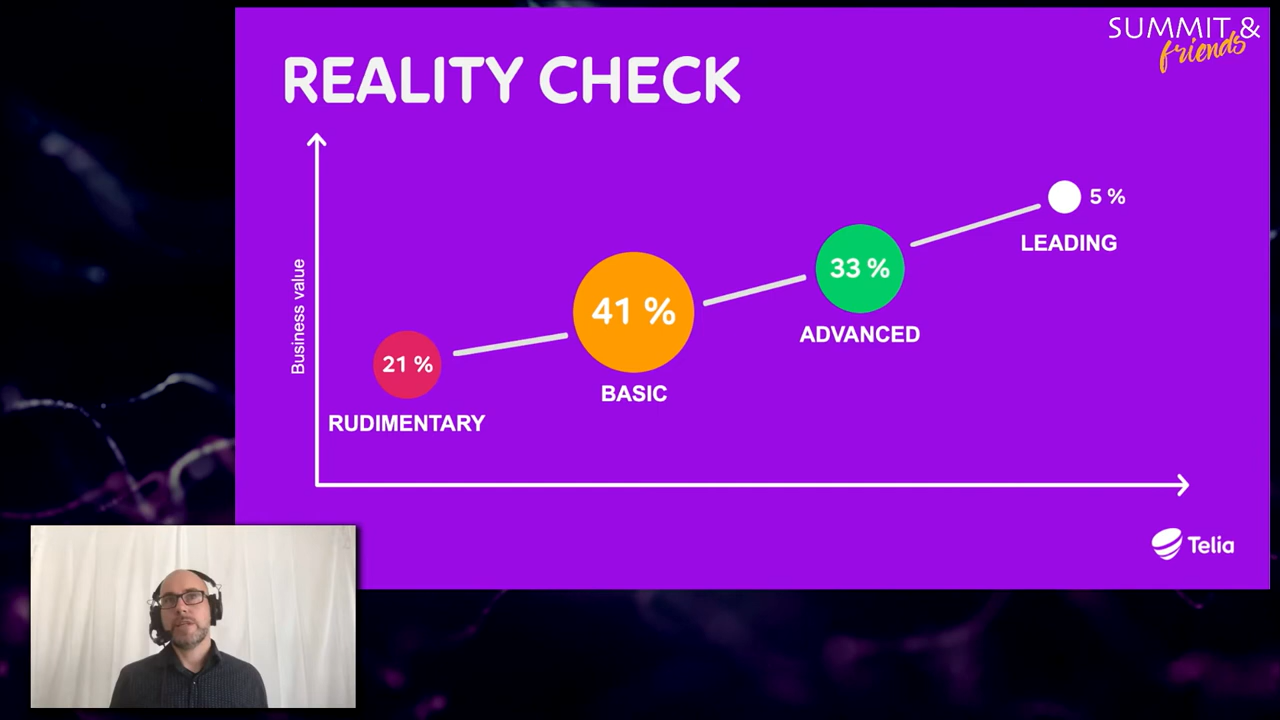 SUMMIT &
friends
REALITY CHECK
Business value
21 %
RUDIMENTARY
41 %
BASIC
33 %
ADVANCED
5 %
LEADING
Telia